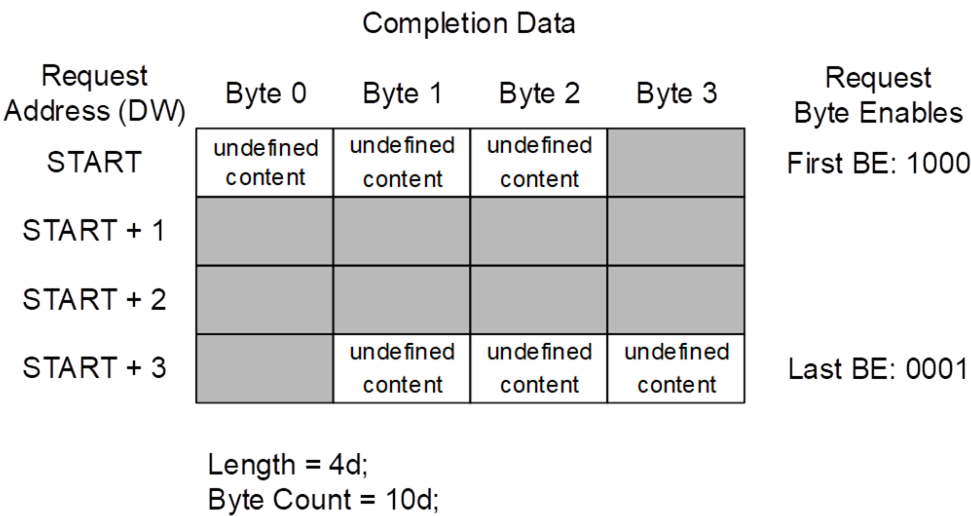 Completion Data
Request
Address (DW)
Byte 0
Byte 1
Byte 2
Byte 3
Request
Byte Enables
START
undefined
content
undefined
content
undefined
content
First BE: 1000
START + 1
START + 2
START + 3
undefined
content
undefined
content
undefined
content
Last BE: 0001
Length = 4d;
Byte Count = 10d;